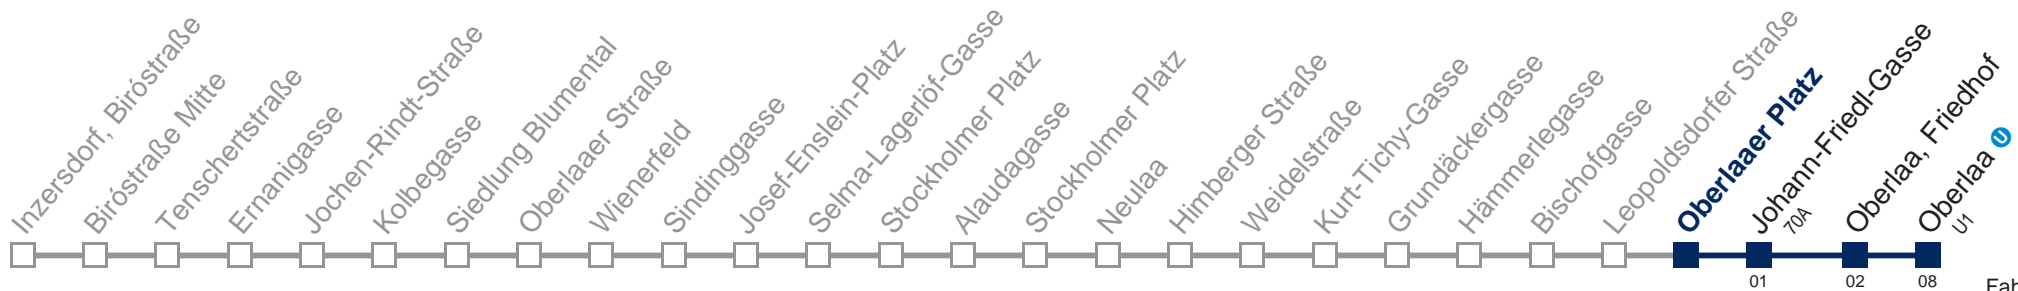 Inzersdorf, Biróstraße
Biróstraße Mitte
Tenschertstraße
Ernanigasse
Jochen-Rindt-Straße
Kolbegasse
Siedlung Blumental
Oberlaaer Straße
Wienerfeld
Sindinggasse
Josef-Enslein-Platz
Selma-Lagerlöf-Gasse
Stockholmer Platz
Alaudagasse
Stockholmer Platz
Neulaa
Himberger Straße
Weidelstraße
Kurt-Tichy-Gasse
Grundäckergasse
Hämmerlegasse
Bischofgasse
Leopoldsdorfer Straße
Oberlaaer Platz
Johann-Friedl-Gasse
70A
Oberlaa, Friedhof
Oberlaa U
U1
01
02
08
Fah